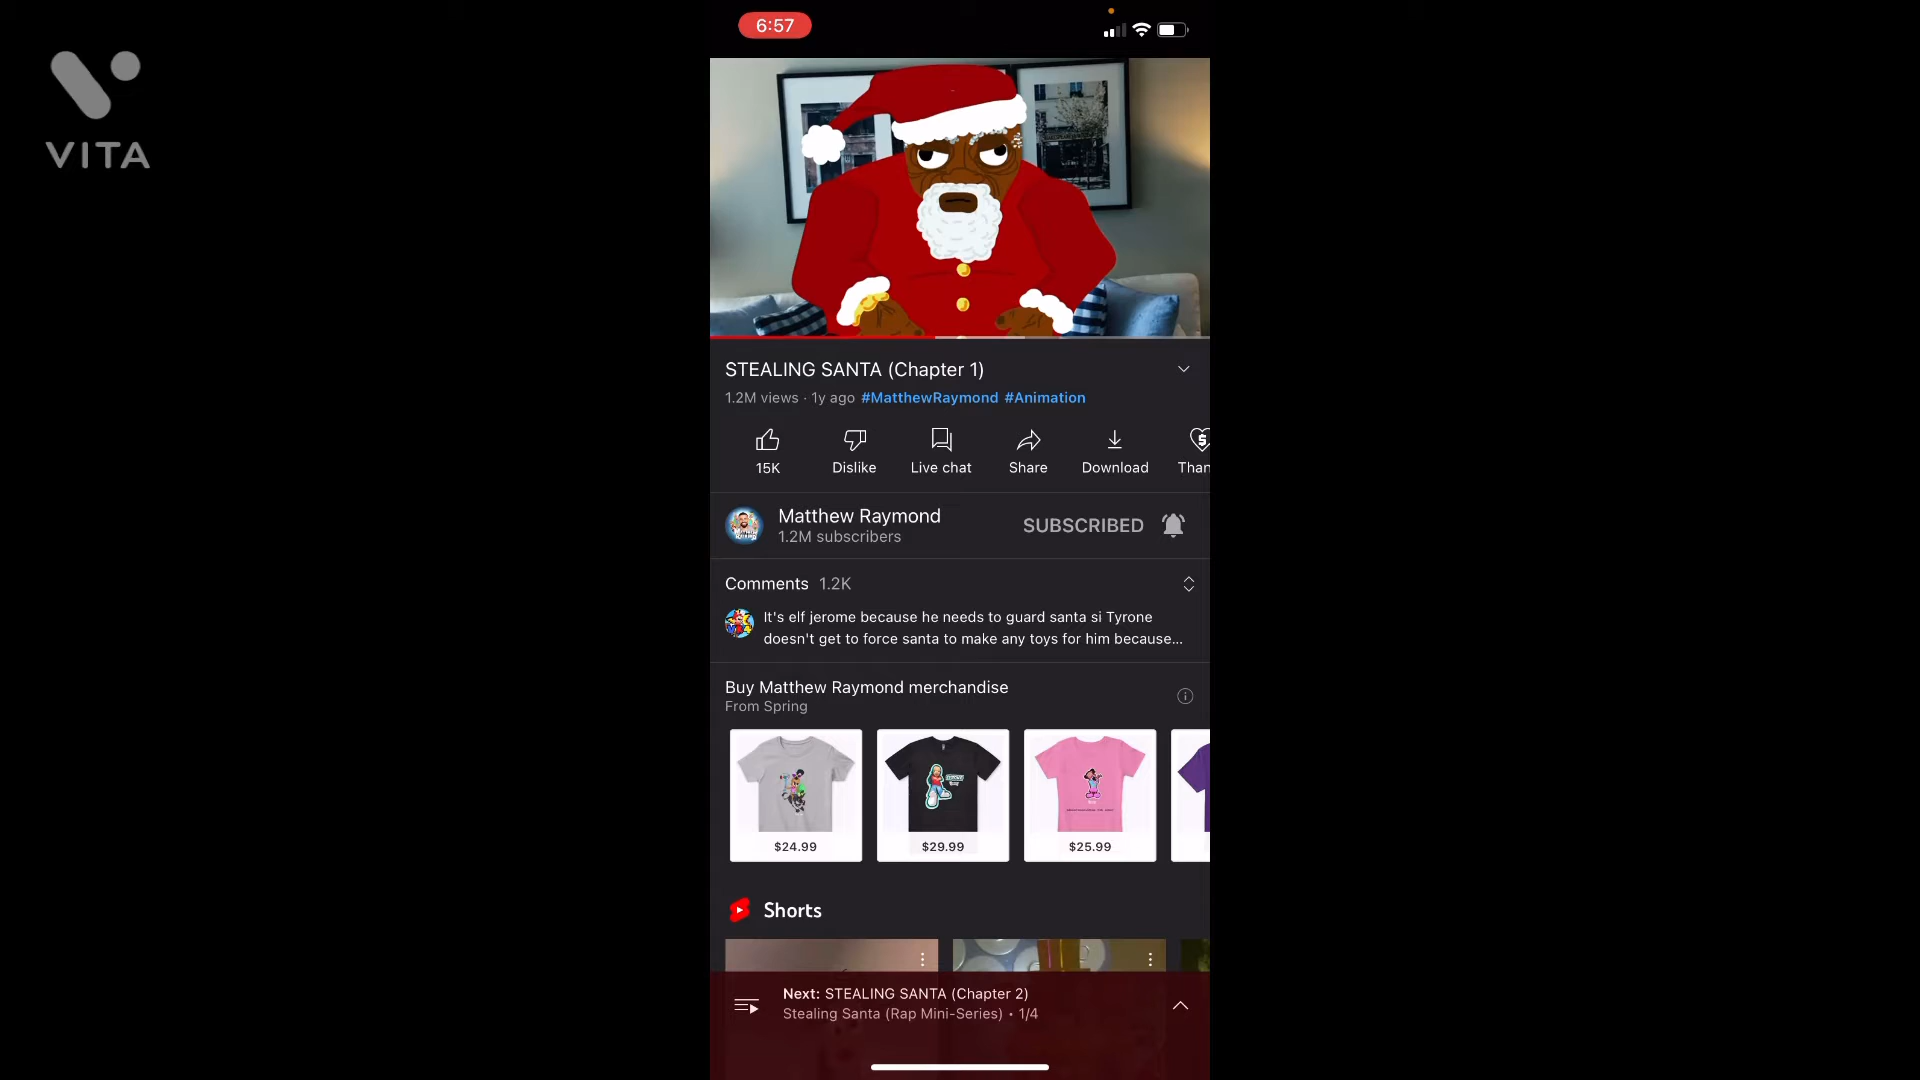 VITA
6:57
STEALING SANTA (Chapter 1)
1.2M views · 1y ago #MatthewRaymond #Animation
15K
Dislike
Live chat
Share
Download
Than
Matthew Raymond
1.2M subscribers
SUBSCRIBED
Comments 1.2K
It's elf jerome because he needs to guard santa si Tyrone
doesn't get to force santa to make any toys for him because...
Buy Matthew Raymond merchandise
From Spring
$24.99
$29.99
$25.99
Shorts
Next: STEALING SANTA (Chapter 2)
Stealing Santa (Rap Mini-Series) • 1/4